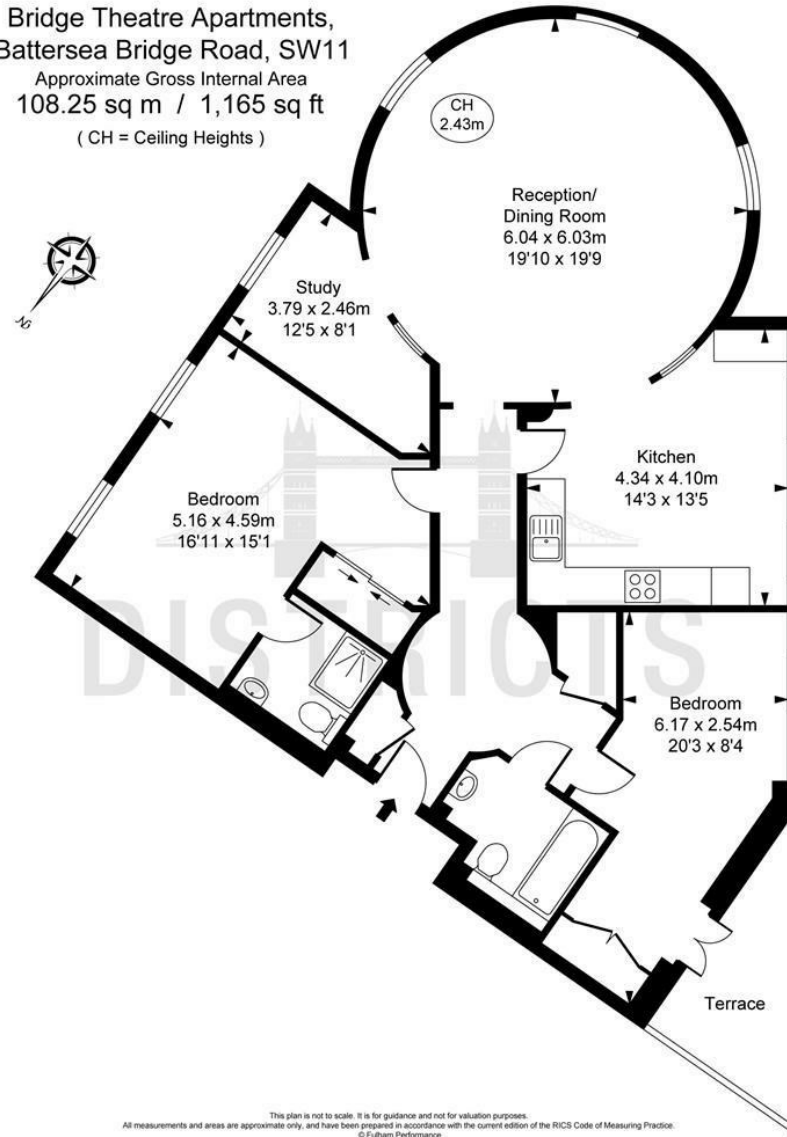 Bridge Theatre Apartments,
Battersea Bridge Road, SW11
Approximate Gross Internal Area
108.25 sq m / 1,165 sq ft
( CH = Ceiling Heights )
CH
2.43m
Reception/
Dining Room
6.04 x 6.03m
19'10 x 19'9
N
Study
3.79 x 2.46m
12'5 x 8'1
Kitchen
4.34 x 4.10m
14'3 x 13'5
Bedroom
5.16 x 4.59m
16'11 x 15'1
DISTRICTS
Bedroom
6.17 x 2.54m
20'3 x 8'4
Terrace
This plan is not to scale. It is for guidance and not for valuation purposes.
All measurements and areas are approximate only, and have been prepared in accordance with the current edition of the RICS Code of Measuring Practice.
© Fulham Performance